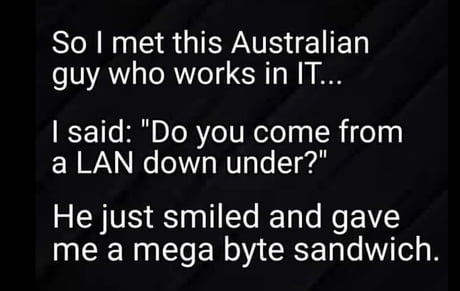 So I met this Australian
guy who works in IT...
I said: "Do you come from
a LAN down under?"
He just smiled and gave
me a mega byte sandwich.